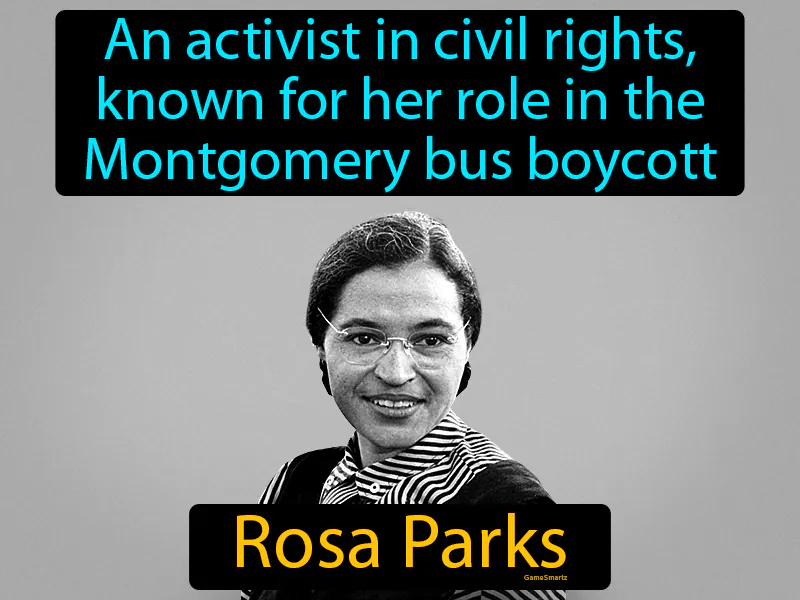 An activist in civil rights,
known for her role in the
Montgomery bus boycott
Rosa Parks
GameSmartz